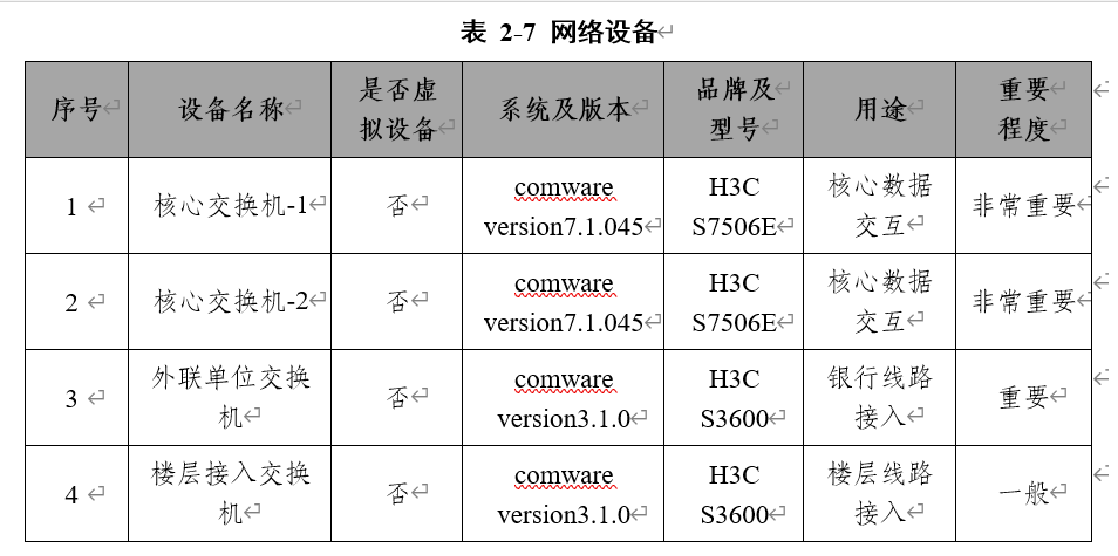 表 2-7 网络设备
序号 设备名称 是否虚拟设备 系统及版本 品牌及型号 用途 重要程度
1 核心交换机-1 否 comware version7.1.045 H3C S7506E 核心数据交互 非常重要
2 核心交换机-2 否 comware version7.1.045 H3C S7506E 核心数据交互 非常重要
3 外联单位交换机 否 comware version3.1.0 H3C S3600 银行线路接入 重要
4 楼层接入交换机 否 comware version3.1.0 H3C S3600 楼层线路接入 一般